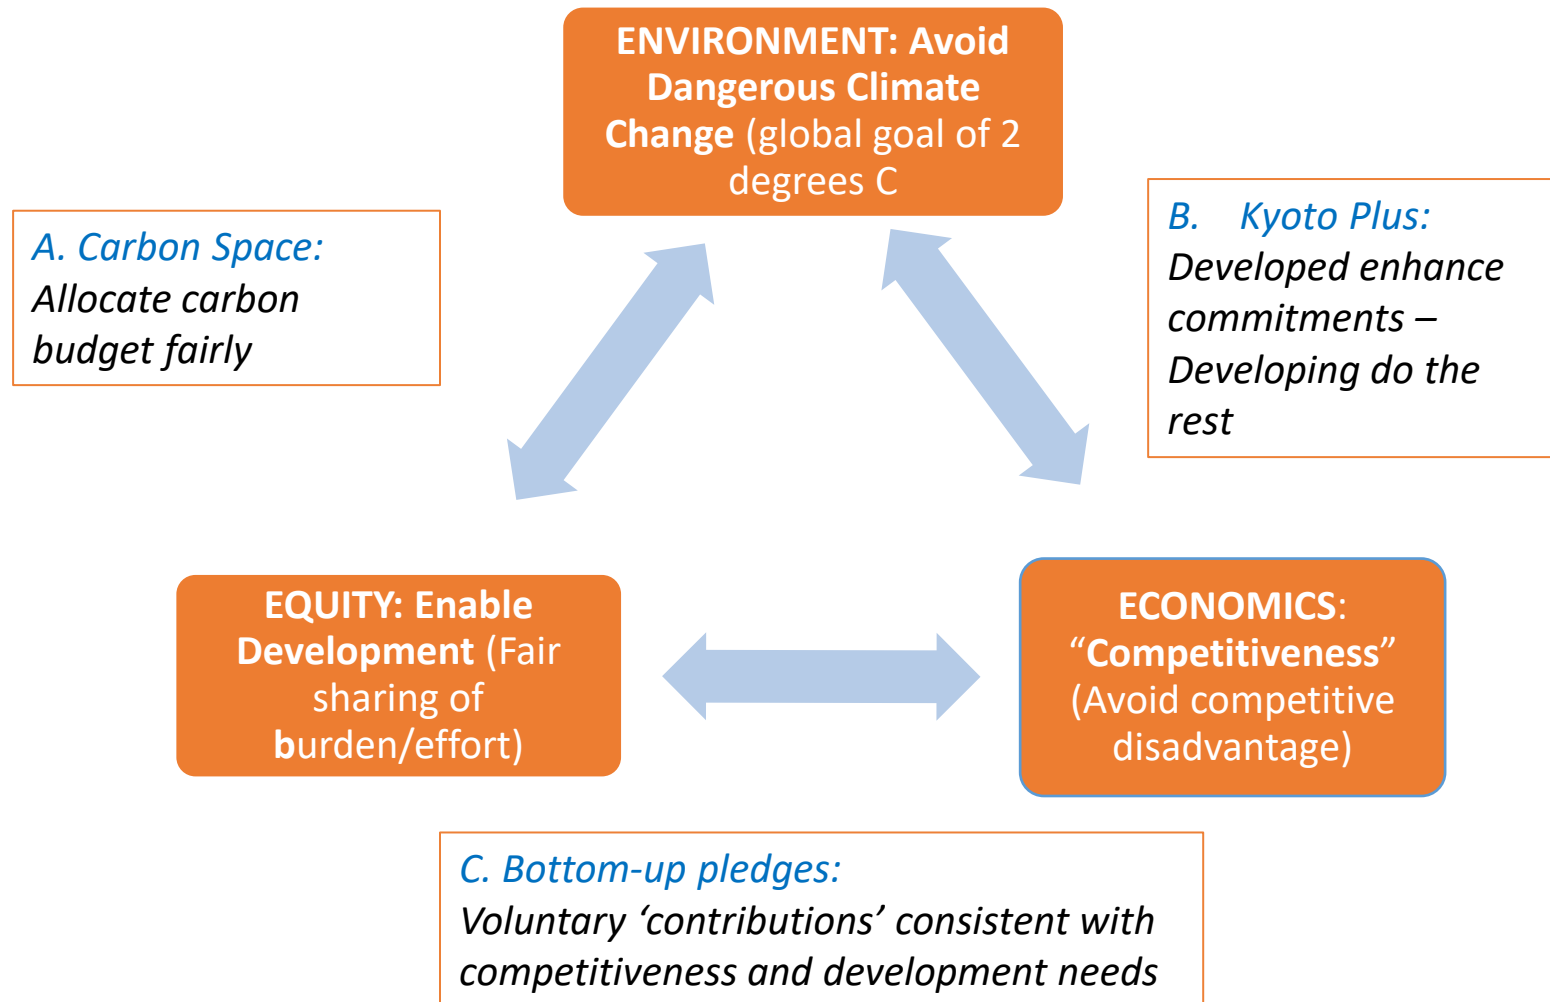 ENVIRONMENT: Avoid
Dangerous Climate
Change (global goal of 2
degrees C
A. Carbon Space:
Allocate carbon
budget fairly
B. Kyoto Plus:
Developed enhance
commitments –
Developing do the
rest
EQUITY: Enable
Development (Fair
sharing of
burden/effort)
ECONOMICS:
“Competitiveness”
(Avoid competitive
disadvantage)
C. Bottom-up pledges:
Voluntary ‘contributions’ consistent with
competitiveness and development needs